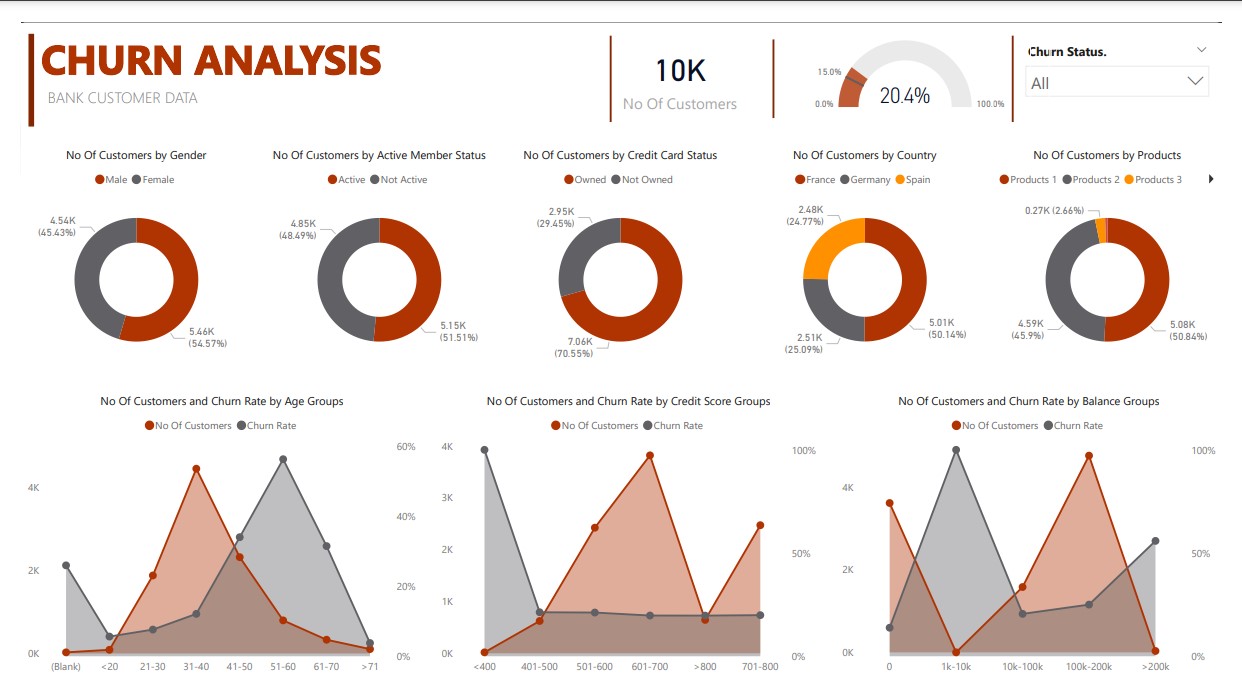 CHURN ANALYSIS
BANK CUSTOMER DATA
10K
No Of Customers
15.0%
0.0%
20.4%
100.0%
Churn Status.
All
No Of Customers by Gender
Male Female
4.54K
(45.43%)
5.46K
(54.57%)
No Of Customers by Active Member Status
Active Not Active
4.85K
(48.49%)
5.15K
(51.51%)
No Of Customers by Credit Card Status
Owned Not Owned
2.95K
(29.45%)
7.06K
(70.55%)
No Of Customers by Country
France Germany Spain
2.48K
(24.77%)
2.51K
(25.09%)
5.01K
(50.14%)
No Of Customers by Products
Products 1 Products 2 Products 3
0.27K (2.66%)
4.59K
(45.9%)
5.08K
(50.84%)
No Of Customers and Churn Rate by Age Groups
No Of Customers Churn Rate
4K
2K
0K
60%
40%
20%
0%
(Blank) <20 21-30 31-40 41-50 51-60 61-70 >71
No Of Customers and Churn Rate by Credit Score Groups
No Of Customers Churn Rate
4K
3K
2K
1K
0K
100%
50%
0%
<400 401-500 501-600 601-700 >800 701-800
No Of Customers and Churn Rate by Balance Groups
No Of Customers Churn Rate
4K
2K
0K
100%
50%
0%
0 1k-10k 10k-100k 100k-200k >200k